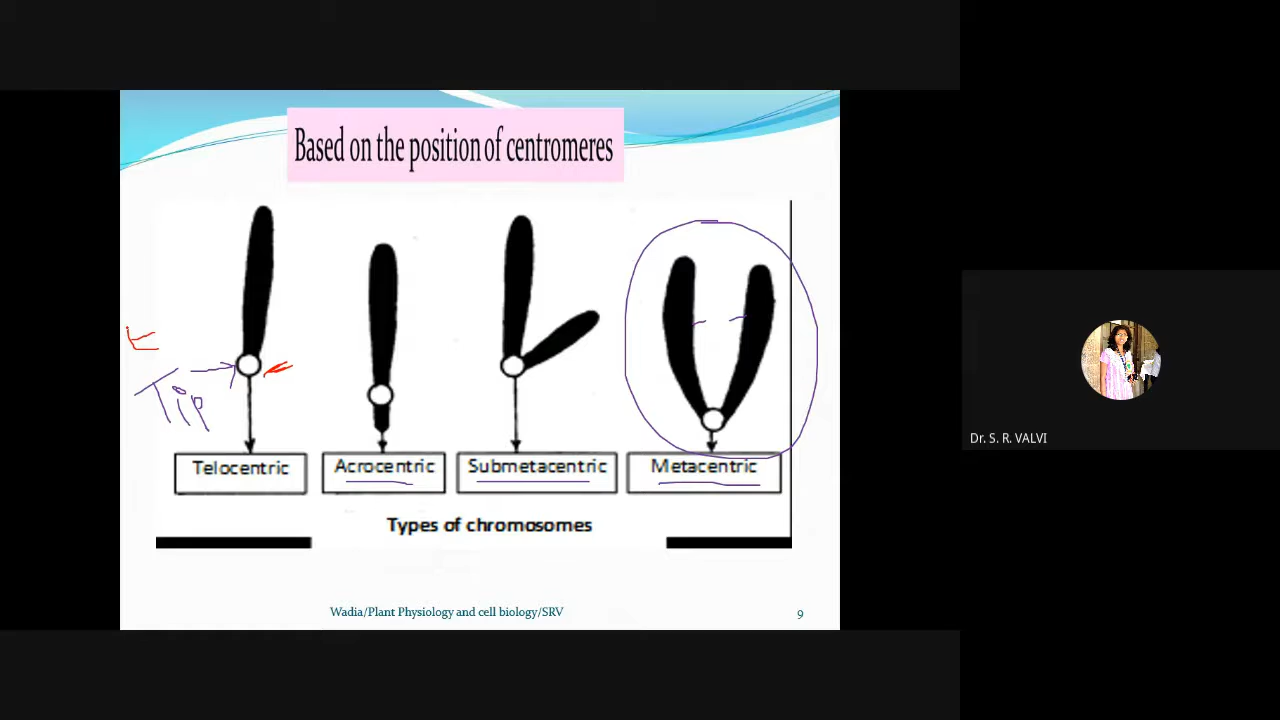 Based on the position of centromeres
Tip
Telocentric
Acrocentric
Submetacentric
Metacentric
Types of chromosomes
Wadia/Plant Physiology and cell biology/SRV
9
Dr. S. R. VALVI